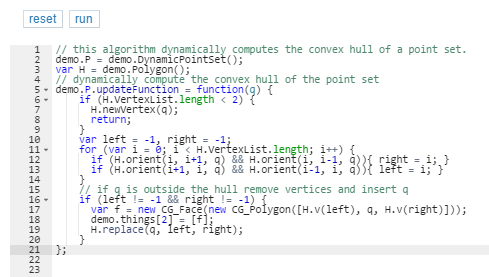 reset run
1 // this algorithm dynamically computes the convex hull of a point set.
2 demo.P = demo.DynamicPointSet();
3 var H = demo.Polygon();
4 // dynamically compute the convex hull of the point set
5 demo.P.updateFunction = function(q) {
6 if (H.VertexList.length < 2) {
7 H.newVertex(q);
8 return;
9 }
10 var left = -1, right = -1;
11 for (var i = 0; i < H.VertexList.length; i++) {
12 if (H.orient(i, i+1, q) && H.orient(i, i-1, q)){ right = i; }
13 if (H.orient(i+1, i, q) && H.orient(i-1, i, q)){ left = i; }
14 }
15 // if q is outside the hull remove vertices and insert q
16 if (left != -1 && right != -1) {
17 var f = new CG_Face(new CG_Polygon([H.v(left), q, H.v(right)]));
18 demo.things[2] = [f];
19 H.replace(q, left, right);
20 }
21 };
22
23